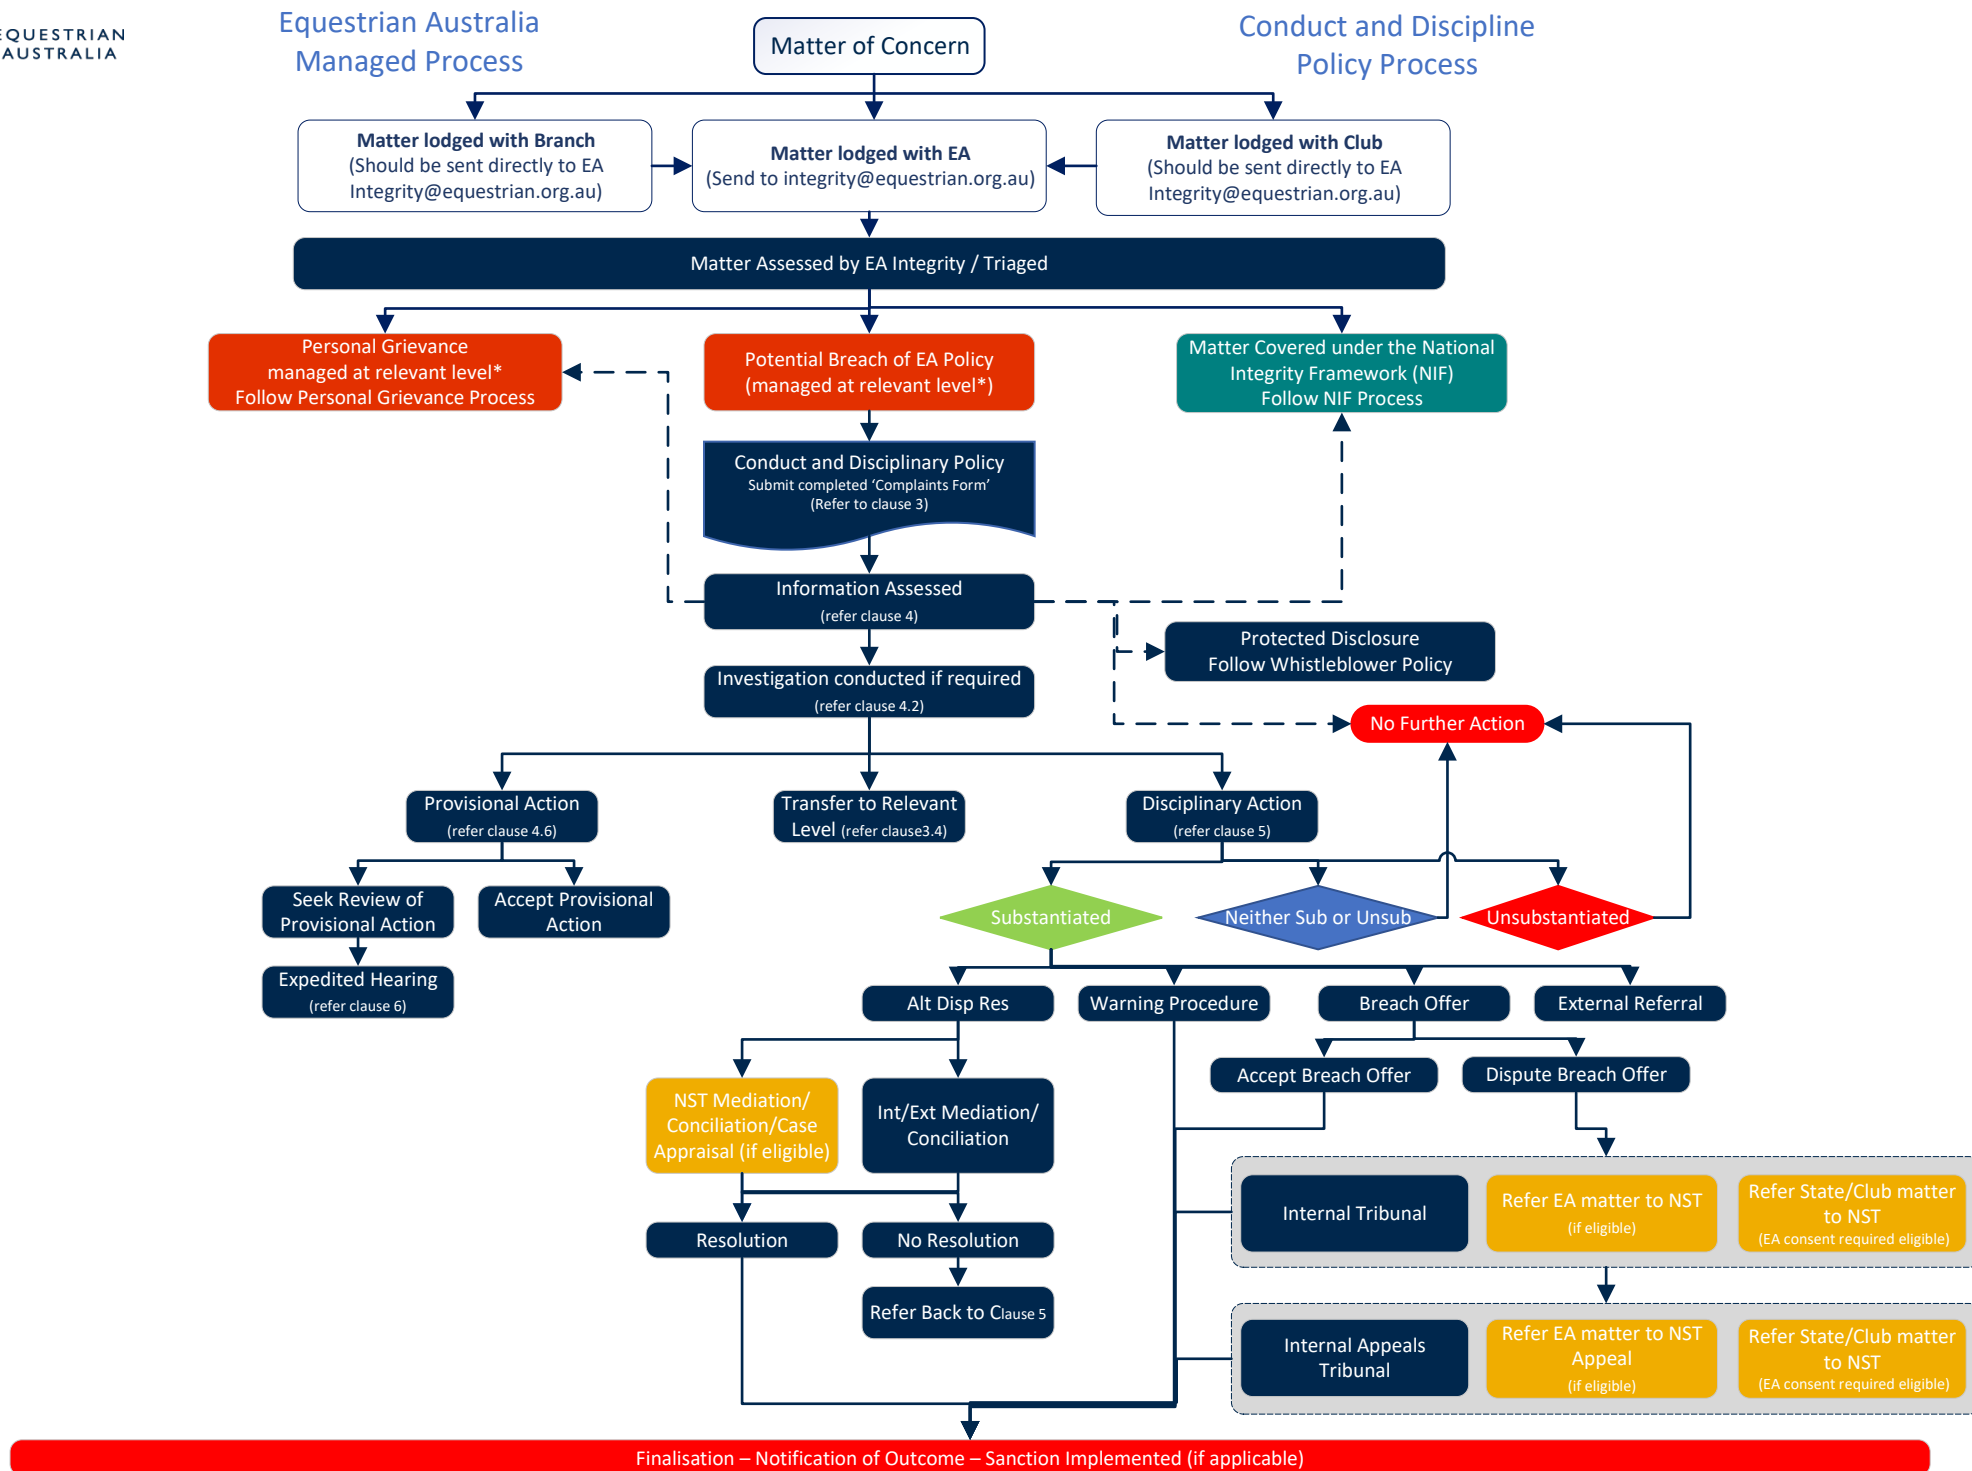 EQUESTRIAN
AUSTRALIA
Equestrian Australia
Managed Process
Matter of Concern
Conduct and Discipline
Policy Process
Matter lodged with Branch
(Should be sent directly to EA
Integrity@equestrian.org.au)
Matter lodged with EA
(Send to integrity@equestrian.org.au)
Matter lodged with Club
(Should be sent directly to EA
Integrity@equestrian.org.au)
Matter Assessed by EA Integrity / Triaged
Personal Grievance
managed at relevant level*
Follow Personal Grievance Process
Potential Breach of EA Policy
(managed at relevant level*)
Matter Covered under the National
Integrity Framework (NIF)
Follow NIF Process
Conduct and Disciplinary Policy
Submit completed ‘Complaints Form’
(Refer to clause 3)
Information Assessed
(refer clause 4)
Protected Disclosure
Follow Whistleblower Policy
Investigation conducted if required
(refer clause 4.2)
No Further Action
Provisional Action
(refer clause 4.6)
Transfer to Relevant
Level (refer clause3.4)
Disciplinary Action
(refer clause 5)
Seek Review of
Provisional Action
Accept Provisional
Action
Substantiated
Neither Sub or Unsub
Unsubstantiated
Expedited Hearing
(refer clause 6)
Alt Disp Res
Warning Procedure
Breach Offer
External Referral
Accept Breach Offer
Dispute Breach Offer
NST Mediation/
Conciliation/Case
Appraisal (if eligible)
Int/Ext Mediation/
Conciliation
Internal Tribunal
Refer EA matter to NST
(if eligible)
Refer State/Club matter
to NST
(EA consent required eligible)
Resolution
No Resolution
Refer Back to Clause 5
Internal Appeals
Tribunal
Refer EA matter to NST
Appeal
(if eligible)
Refer State/Club matter
to NST
(EA consent required eligible)
Finalisation – Notification of Outcome – Sanction Implemented (if applicable)